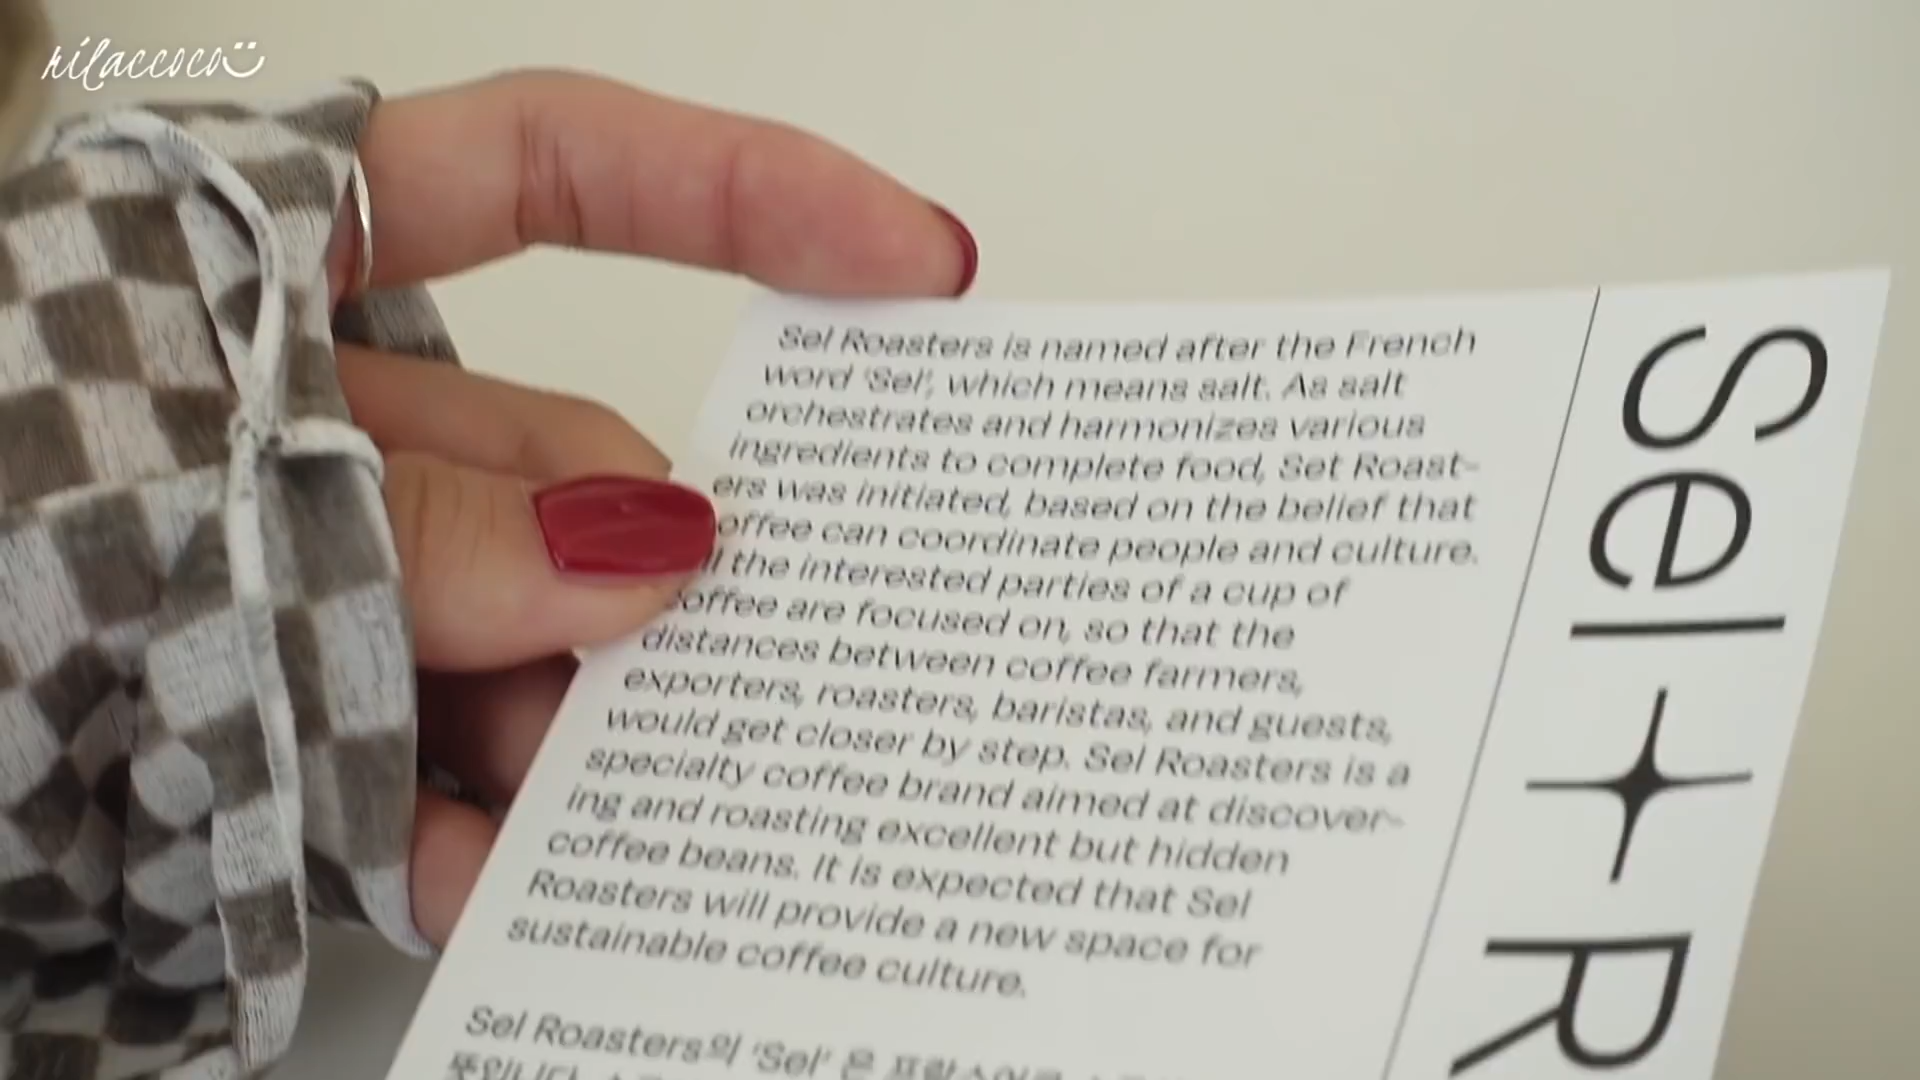 rilaccoco
Sel Roasters is named after the French
word 'Sel', which means salt. As salt
orchestrates and harmonizes various
ingredients to complete food, Set Roast-
ers was initiated, based on the belief that
offee can coordinate people and culture.
the interested parties of a cup of
coffee are focused on, so that the
distances between coffee farmers,
exporters, roasters, baristas, and guests,
would get closer by step. Sel Roasters is a
specialty coffee brand aimed at discover-
ing and roasting excellent but hidden
coffee beans. It is expected that Sel
Roasters will provide a new space for
sustainable coffee culture.
Sel Roasters의 'Sel' 은
Sel
R